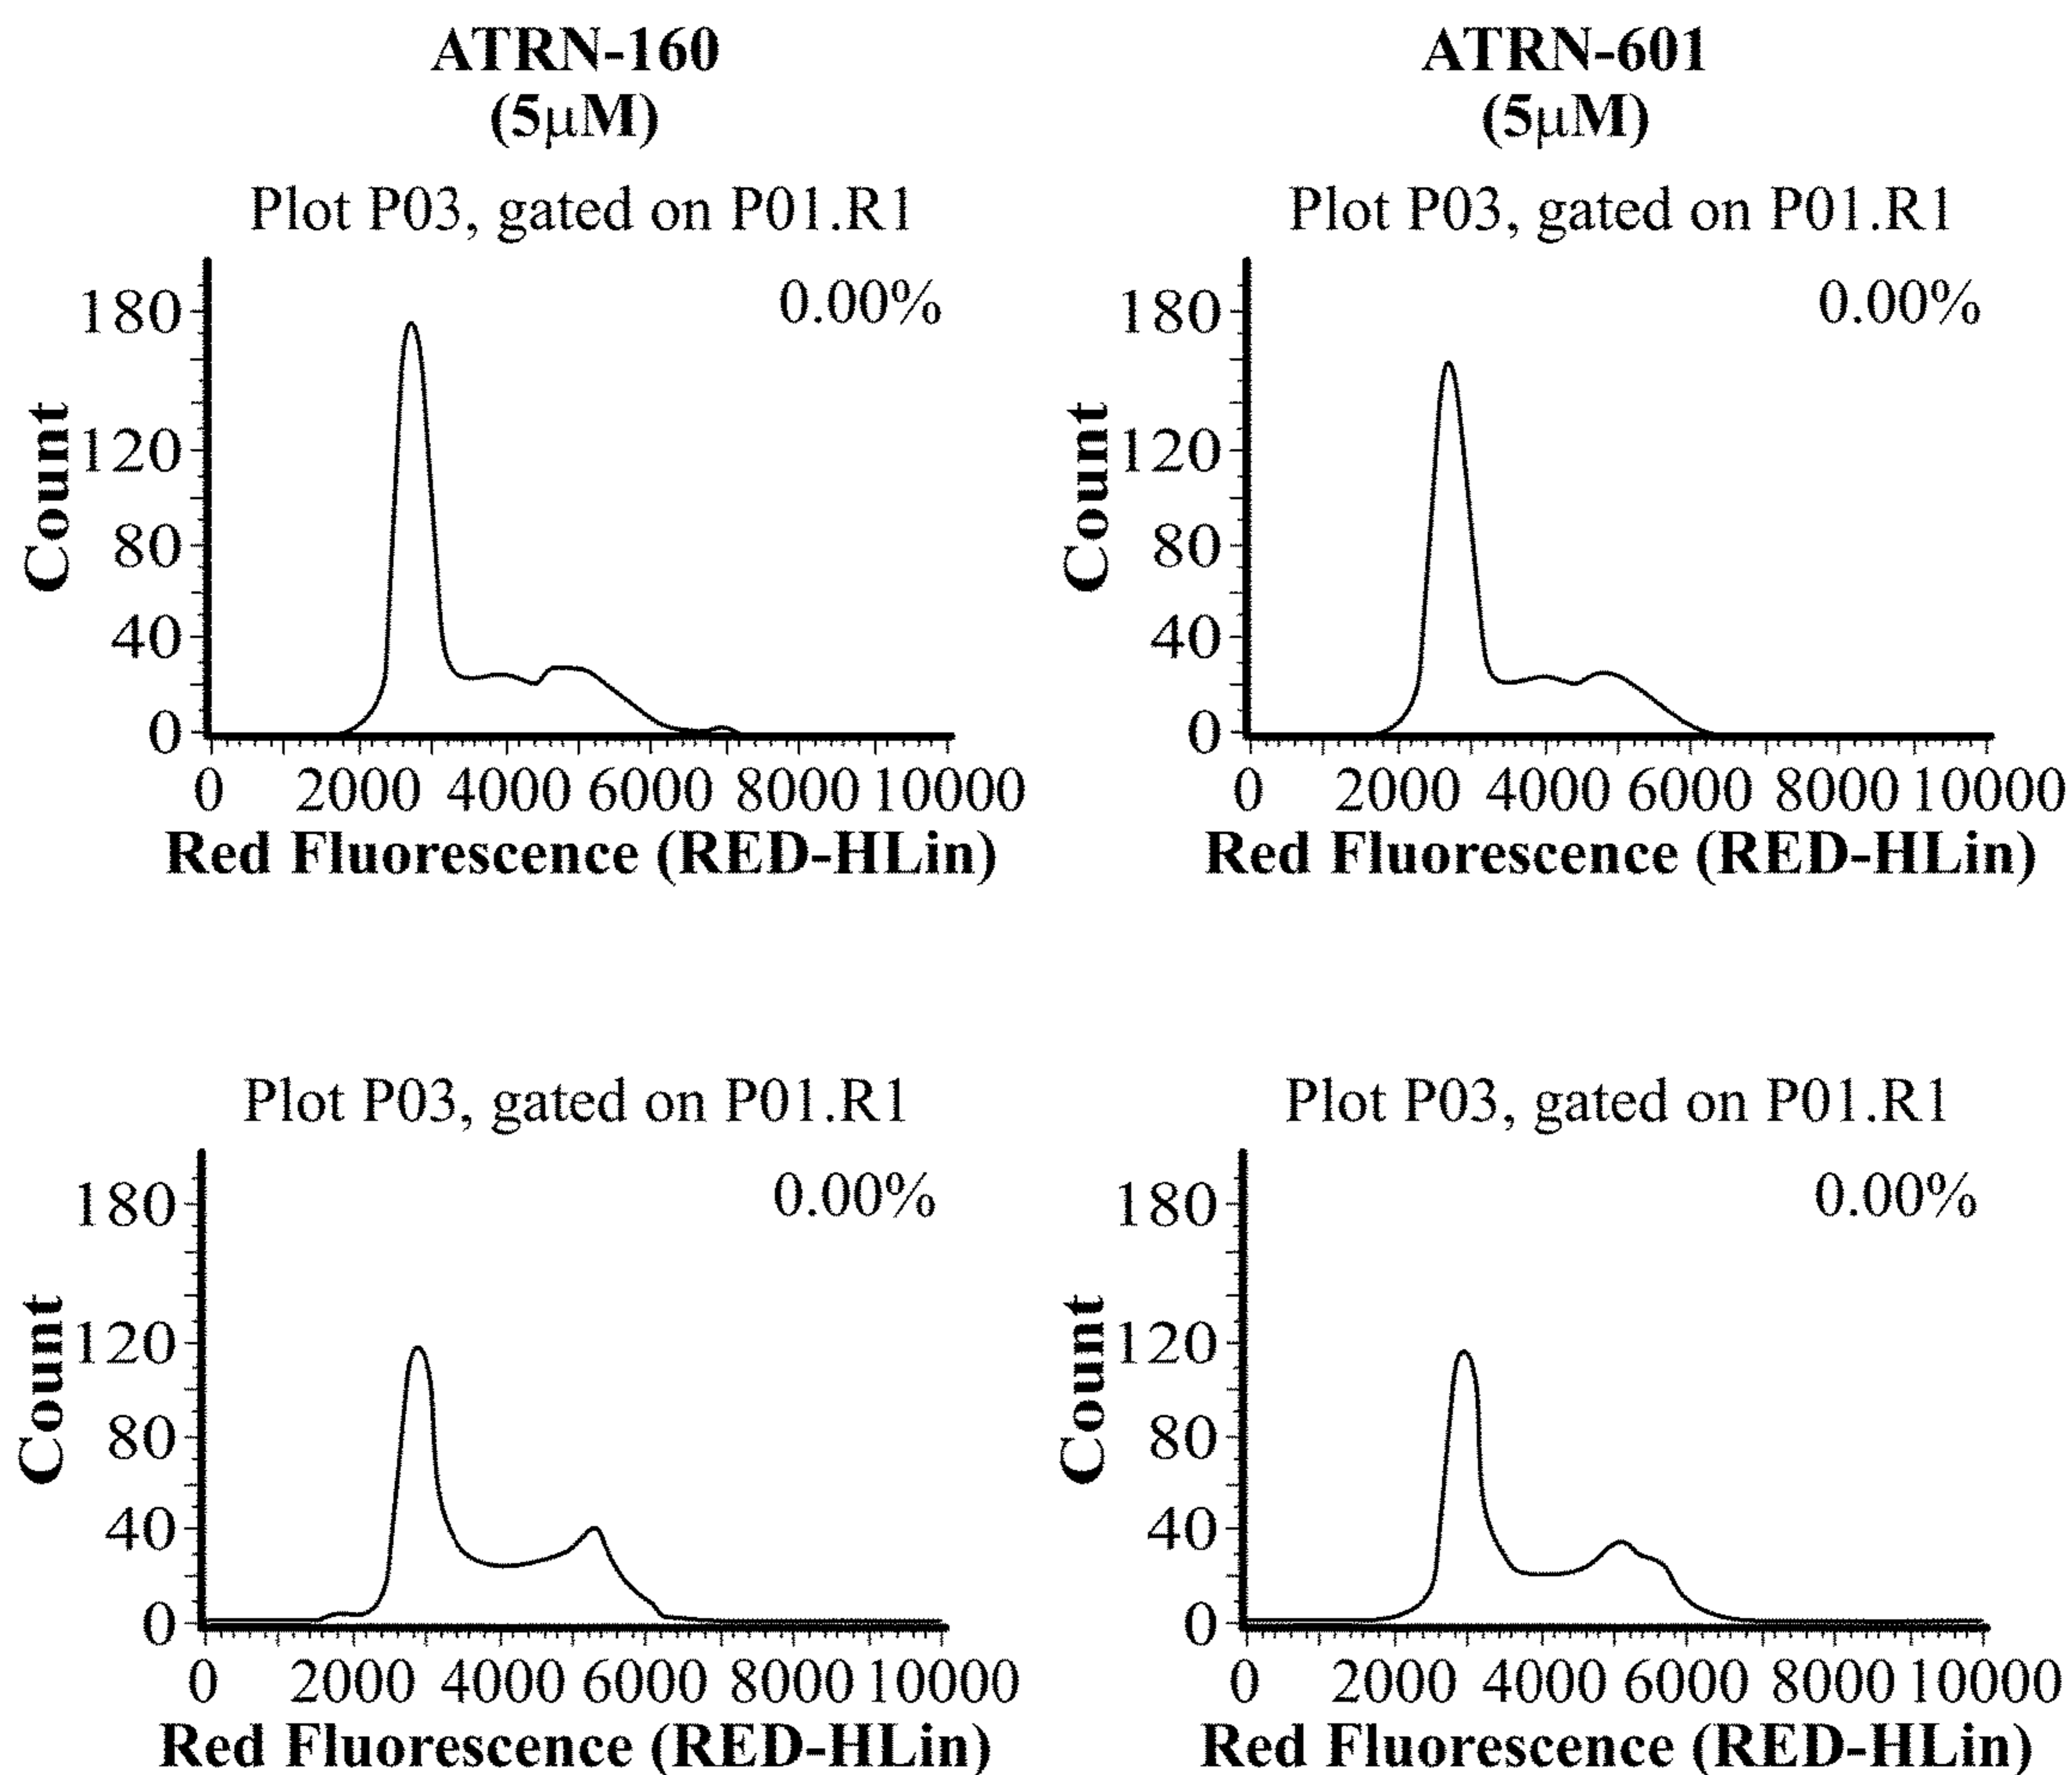 ATRN-160
(5μM)
Plot P03, gated on P01.R1
0.00%
Count
180
120
80
40
0
0 2000 4000 6000 8000 10000
Red Fluorescence (RED-HLin)
ATRN-601
(5μM)
Plot P03, gated on P01.R1
0.00%
Count
180
120
80
40
0
0 2000 4000 6000 8000 10000
Red Fluorescence (RED-HLin)
Plot P03, gated on P01.R1
0.00%
Count
180
120
80
40
0
0 2000 4000 6000 8000 10000
Red Fluorescence (RED-HLin)
Plot P03, gated on P01.R1
0.00%
Count
180
120
80
40
0
0 2000 4000 6000 8000 10000
Red Fluorescence (RED-HLin)